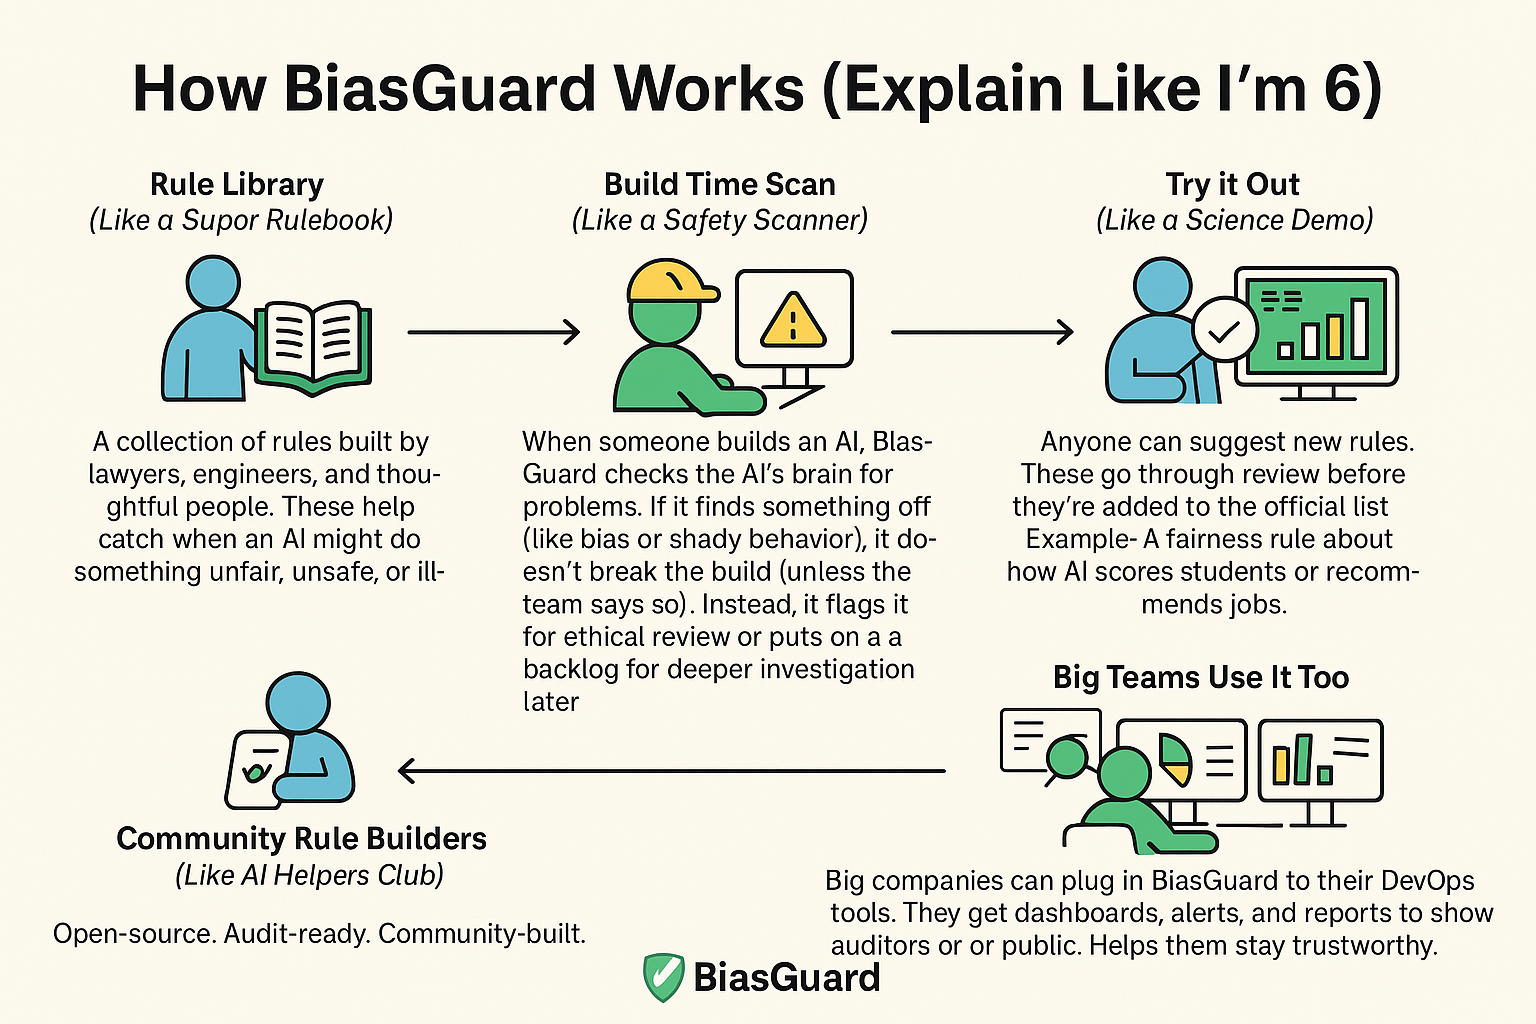 How BiasGuard Works (Explain Like I'm 6)
Rule Library
(Like a Supor Rulebook)
A collection of rules built by
lawyers, engineers, and thou-
ghtful people. These help
catch when an AI might do
something unfair, unsafe, or ill-
Build Time Scan
(Like a Safety Scanner)
When someone builds an AI, Blas-
Guard checks the AI's brain for
problems. If it finds something off
(like bias or shady behavior), it do-
esn't break the build (unless the
team says so). Instead, it flags it
for ethical review or puts on a a
backlog for deeper investigation
later
Try it Out
(Like a Science Demo)
Anyone can suggest new rules.
These go through review before
they're added to the official list
Example- A fairness rule about
how AI scores students or recom-
mends jobs.
Big Teams Use It Too
Big companies can plug in BiasGuard to their DevOps
tools. They get dashboards, alerts, and reports to show
auditors or or public. Helps them stay trustworthy.
Community Rule Builders
(Like AI Helpers Club)
Open-source. Audit-ready. Community-built.
BiasGuard